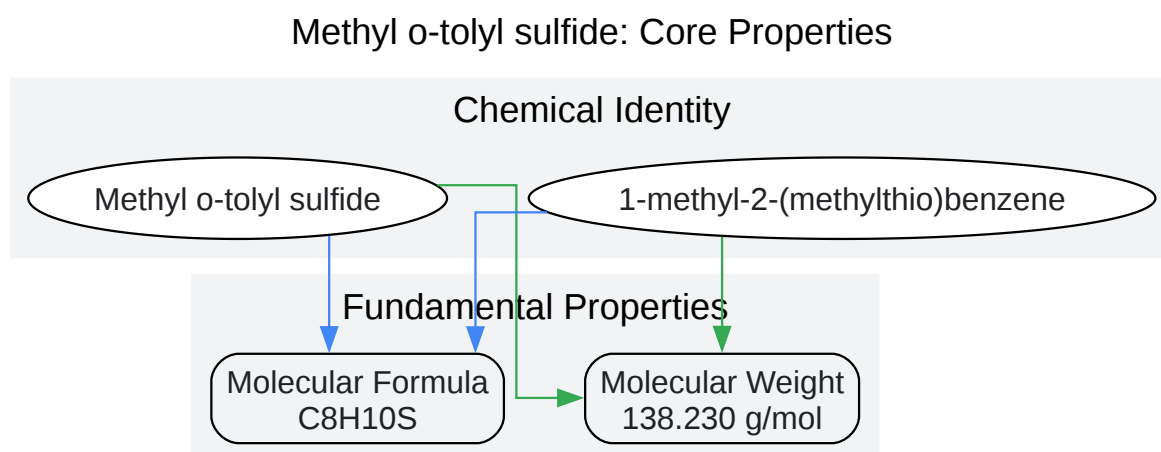 Methyl o-tolyl sulfide: Core Properties
Chemical Identity
Methyl o-tolyl sulfide
1-methyl-2-(methylthio)benzene
Fundamental Properties
Molecular Formula
C8H10S
Molecular Weight
138.230 g/mol